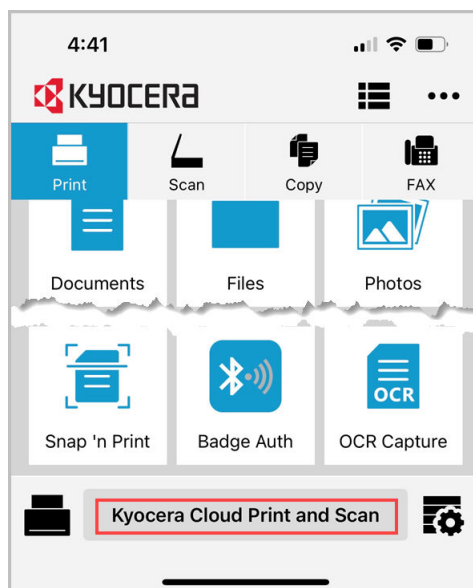 4:41
KYOCERA
Print Scan Copy FAX
Documents Files Photos
Snap 'n Print Badge Auth OCR Capture
OCR
Kyocera Cloud Print and Scan